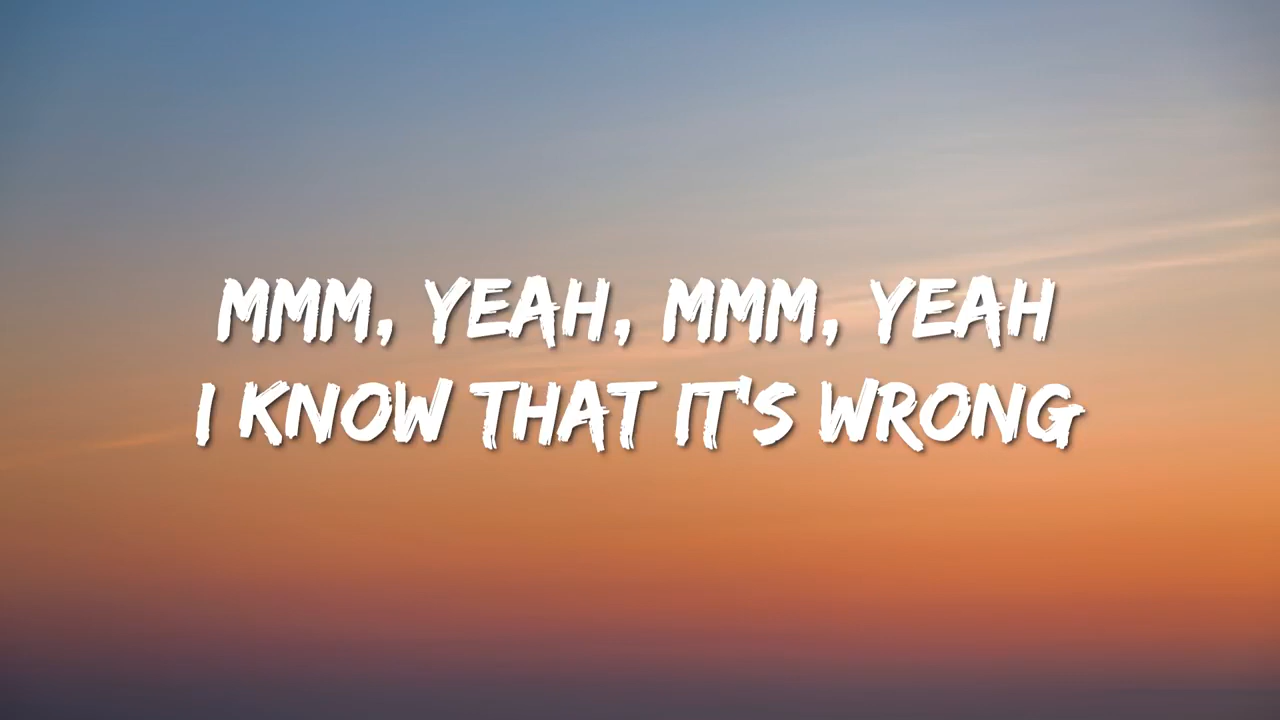 MMM, YEAH, MMM, YEAH
I KNOW THAT IT'S WRONG